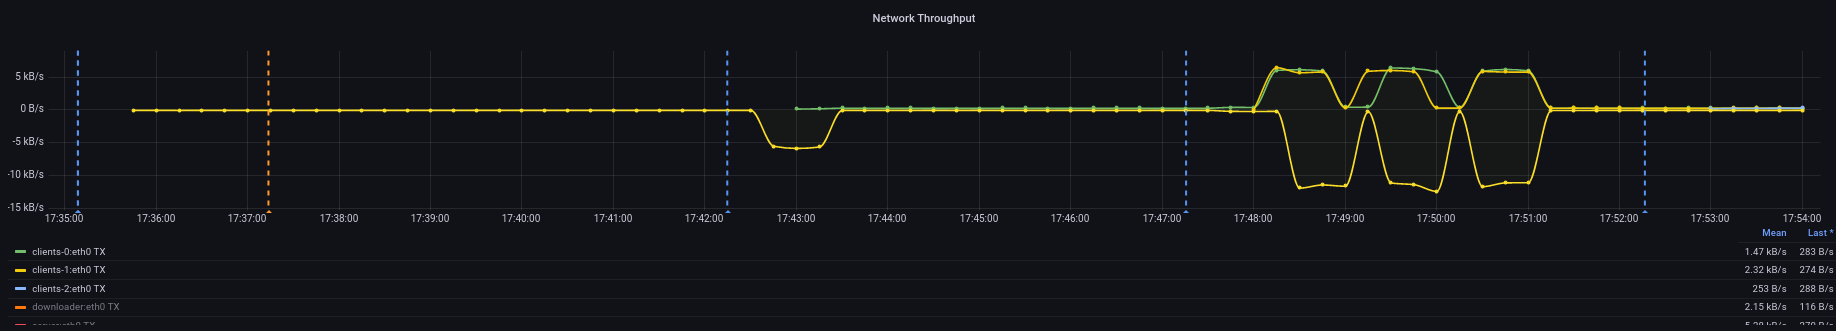 Network Throughput
5 kB/s
0 B/s
-5 kB/s
-10 kB/s
-15 kB/s
17:35:00 17:36:00 17:37:00 17:38:00 17:39:00 17:40:00 17:41:00 17:42:00 17:43:00 17:44:00 17:45:00 17:46:00 17:47:00 17:48:00 17:49:00 17:50:00 17:51:00 17:52:00 17:53:00 17:54:00
Mean Last *
clients-0:eth0 TX 1.47 kB/s 283 B/s
clients-1:eth0 TX 2.32 kB/s 274 B/s
clients-2:eth0 TX 253 B/s 288 B/s
downloader:eth0 TX 2.15 kB/s 116 B/s